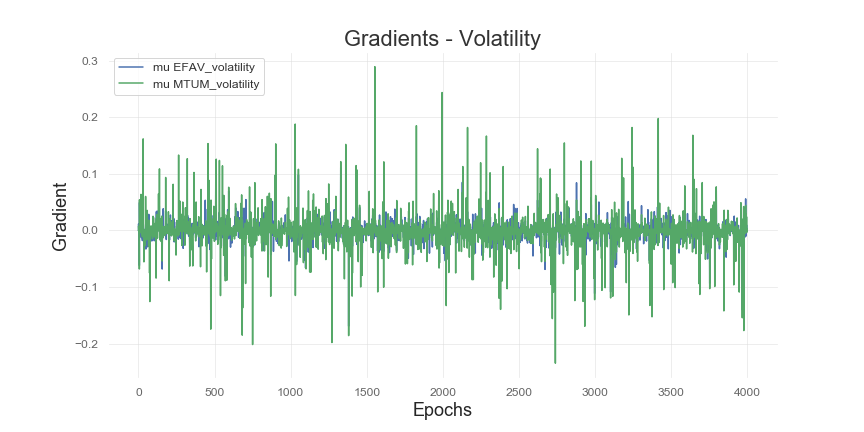 Gradients - Volatility
mu EFAV_volatility
mu MTUM_volatility
0.3
0.2
0.1
0.0
−0.1
−0.2
Gradient
0 500 1000 1500 2000 2500 3000 3500 4000
Epochs